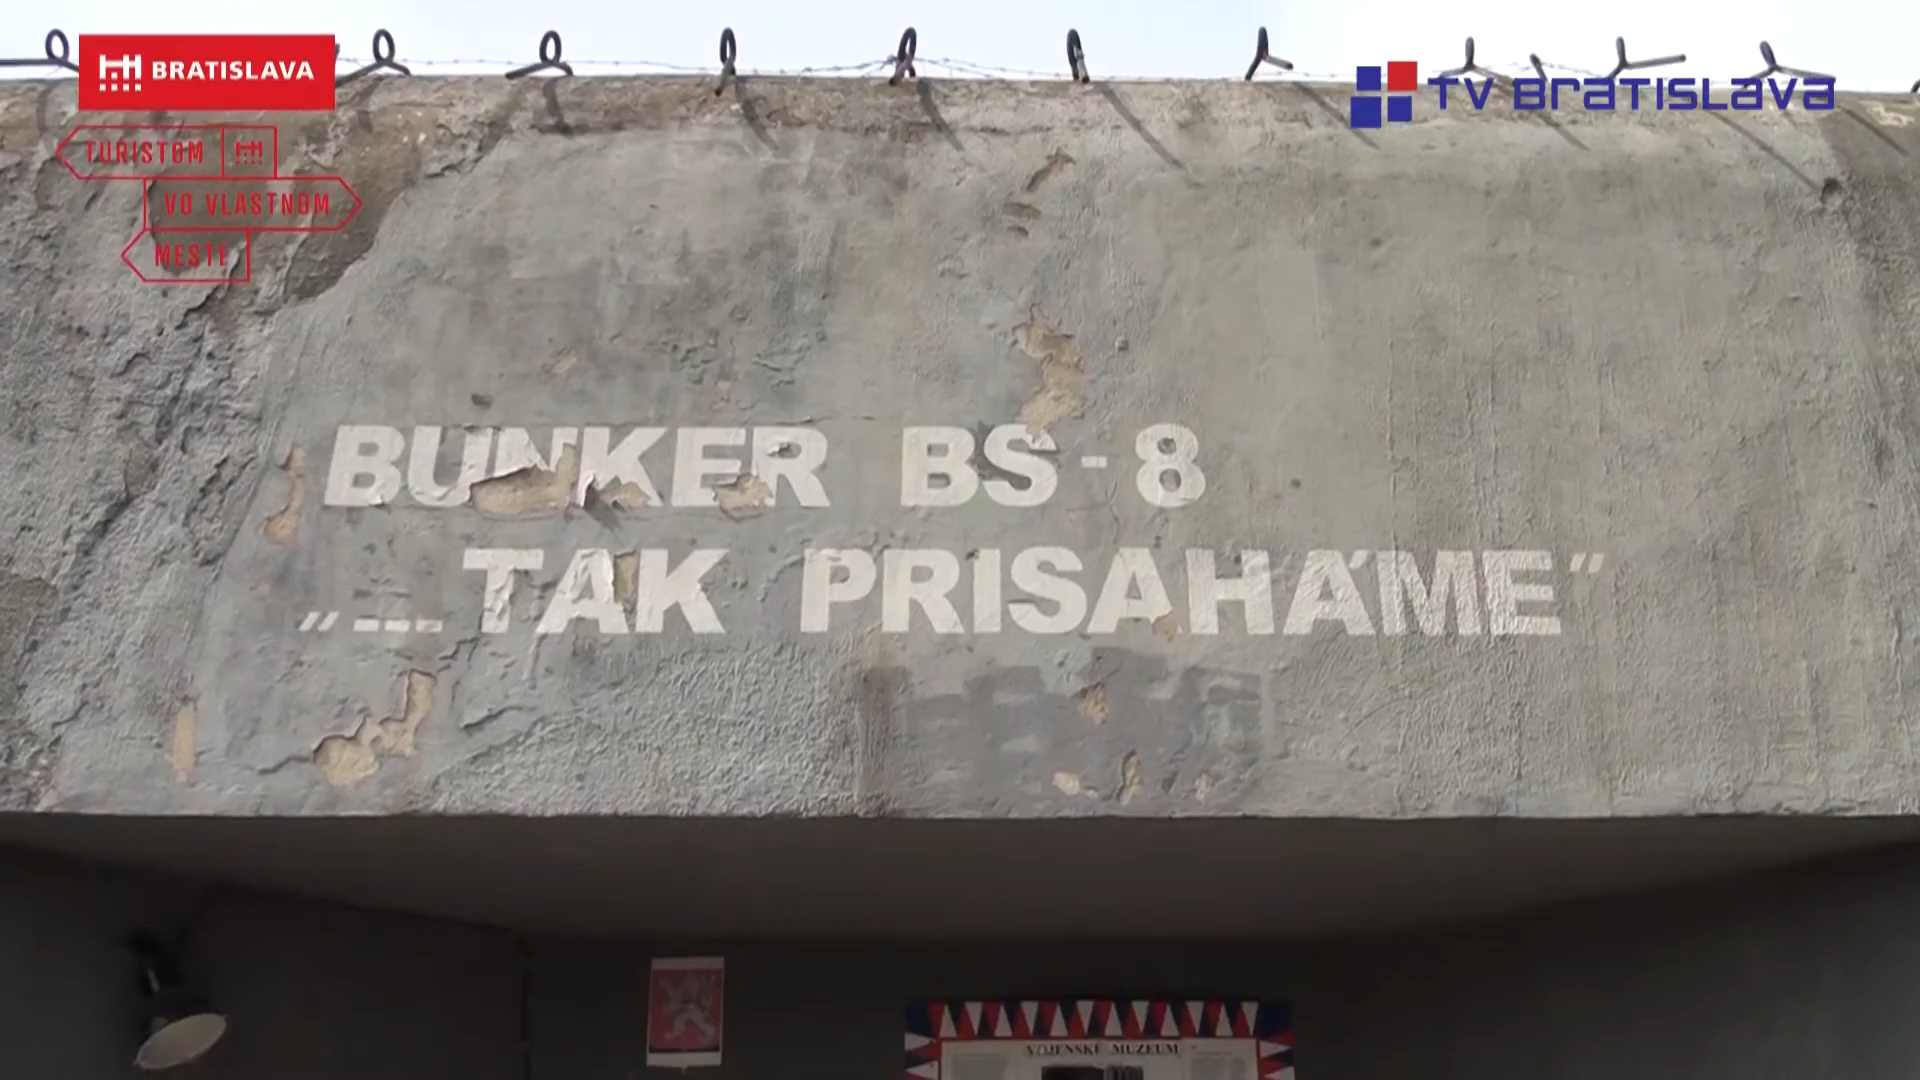 BRATISLAVA
TURISTOM
VO VLASTNOM
MESTE
TV BRATISLAVA
BUNKER BS-8
„... TAK PRISAHÁME”
VOJENSKÉ MÚZEUM